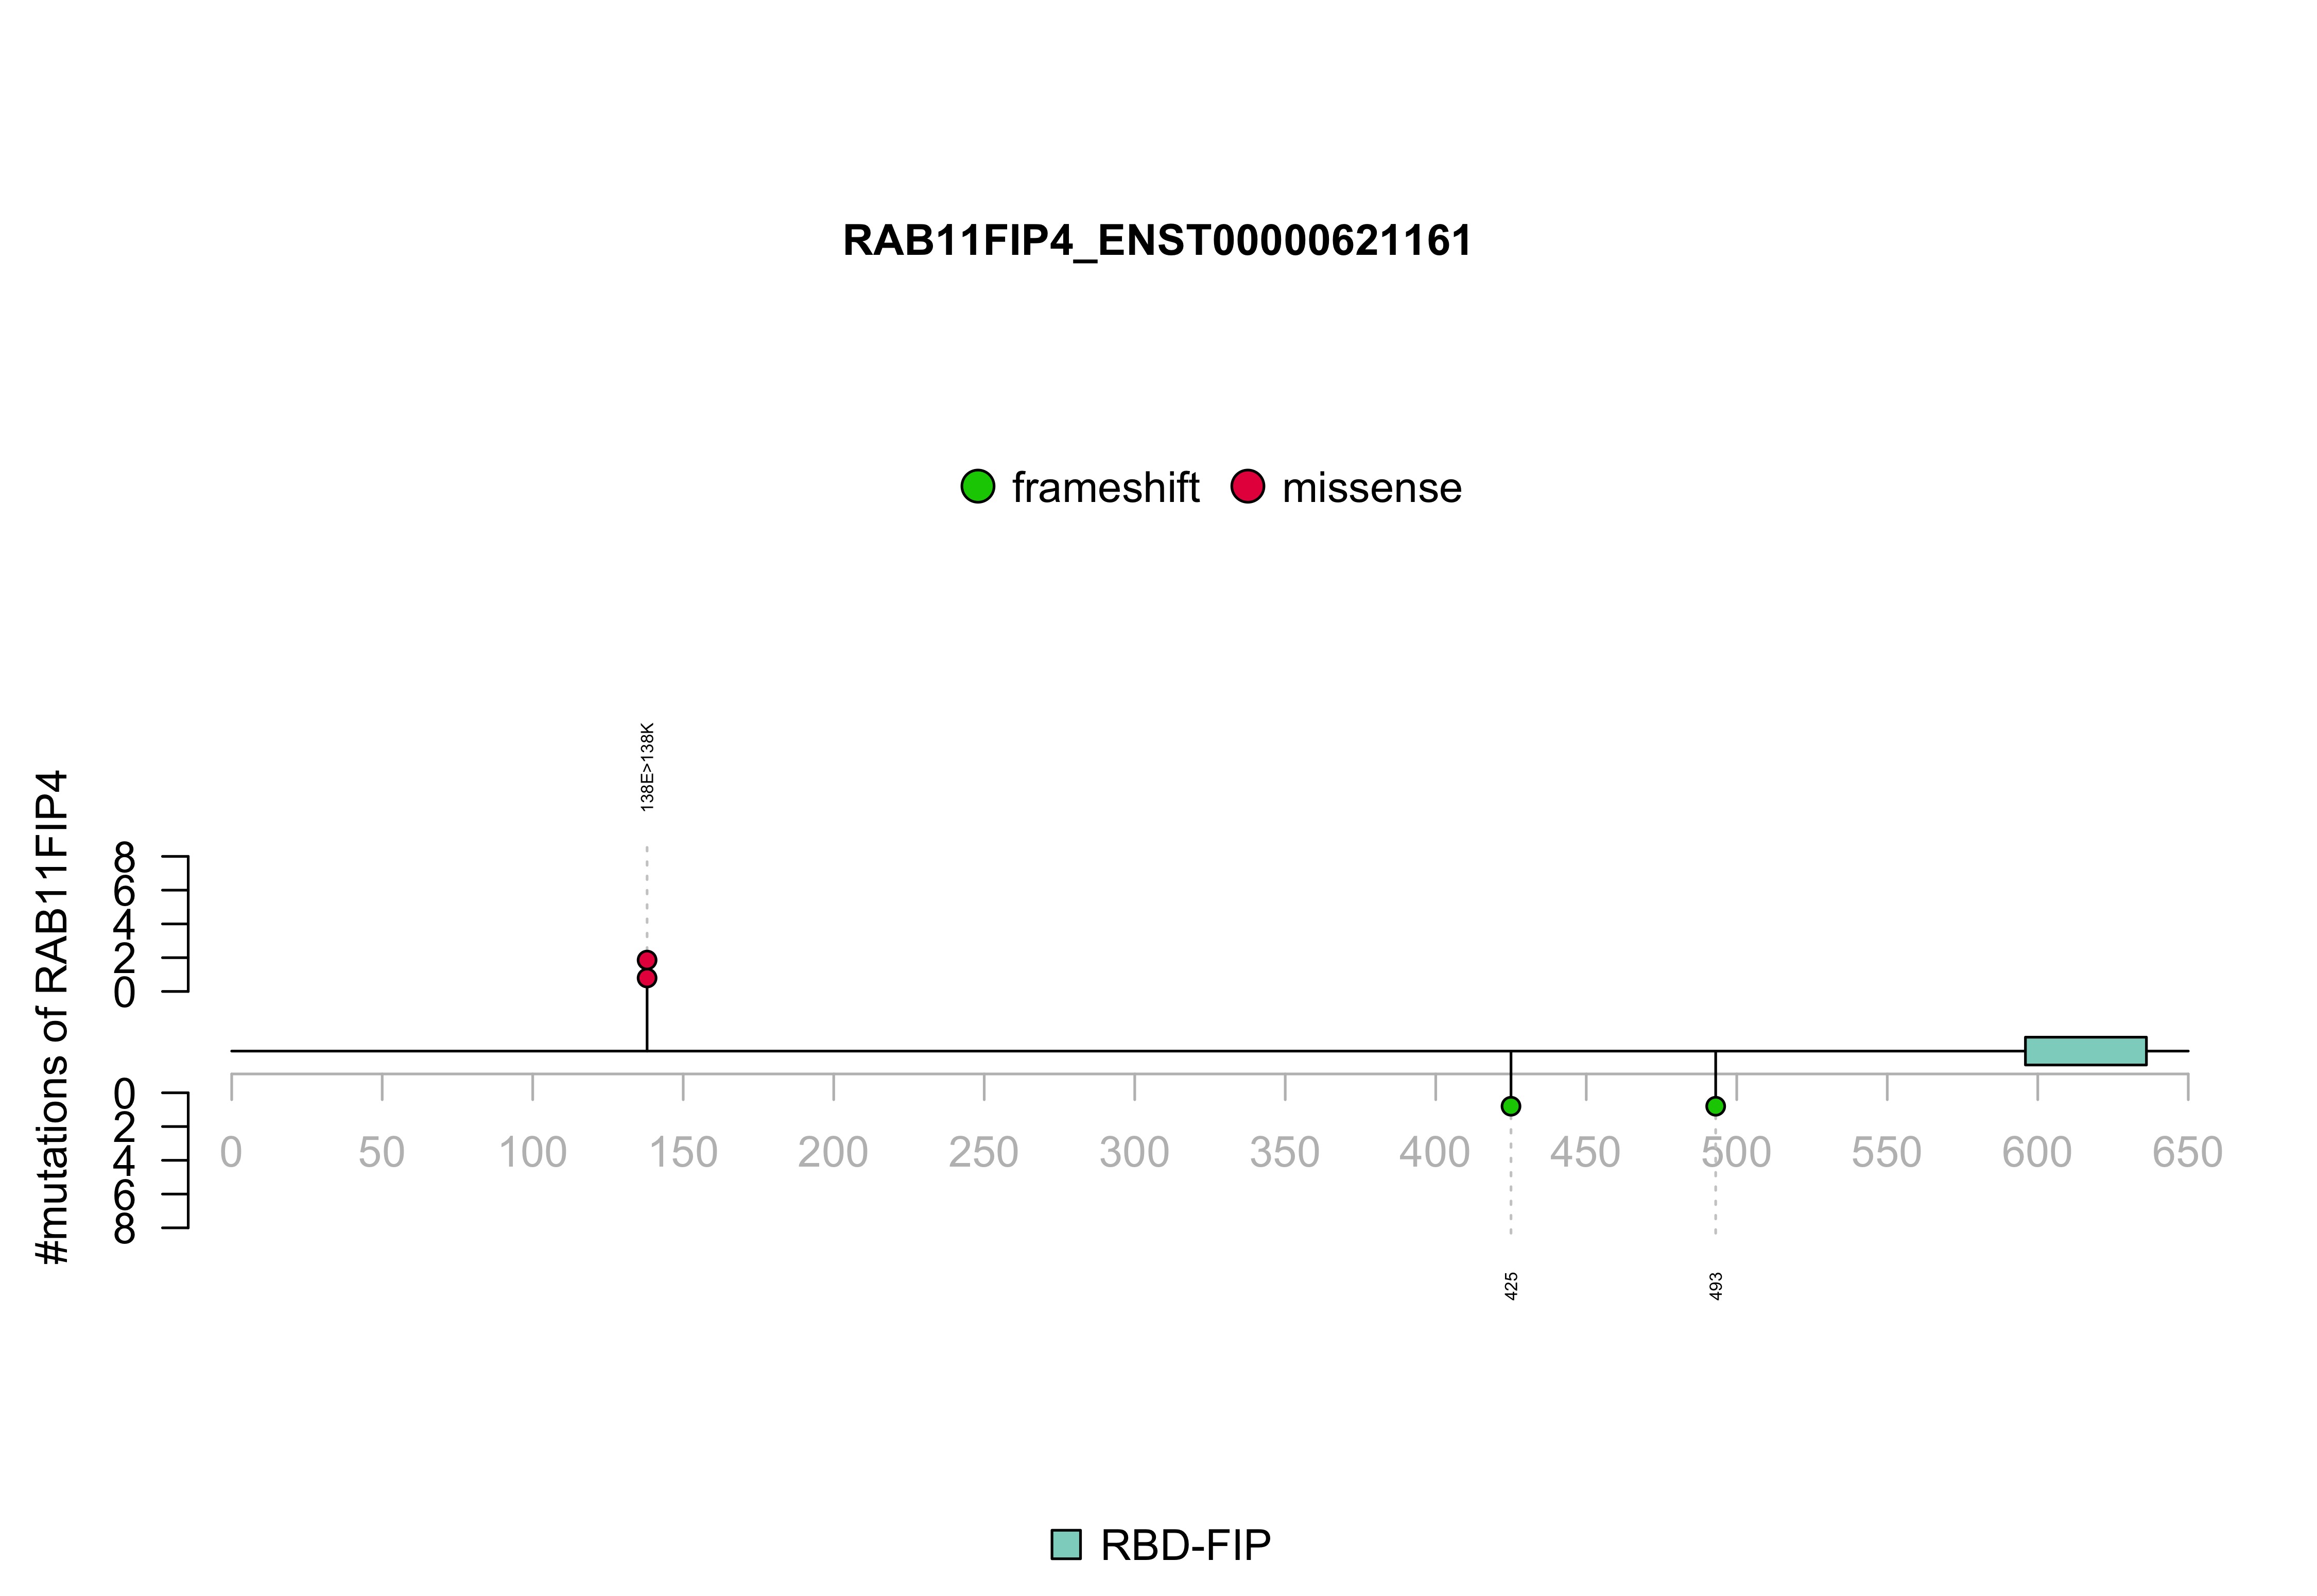 RAB11FIP4_ENST00000621161
frameshift missense
138E>138K
#mutations of RAB11FIP4
8
6
4
2
0
0
2
4
6
8
0 50 100 150 200 250 300 350 400 450 500 550 600 650
425 493
RBD-FIP